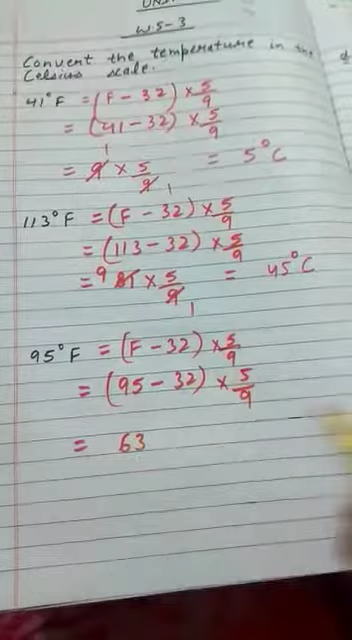 WS-3
Convent the temperature in the
Celsius scale.
41°F = (F - 32) × 5/9
= (41 - 32) × 5/9
1
= 9 × 5/9 1 = 5°C
113°F = (F - 32) × 5/9
= (113 - 32) × 5/9
= 9 81 × 5/9 1 = 45°C
95°F = (F - 32) × 5/9
= (95 - 32) × 5/9
= 63